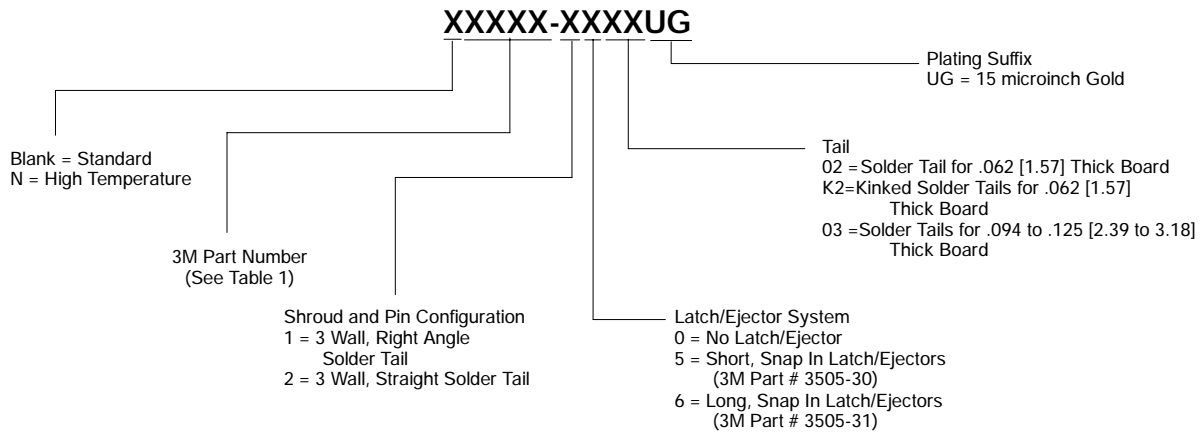 XXXXX-XXXXUG
Plating Suffix
UG = 15 microinch Gold
Blank = Standard
N = High Temperature
Tail
02 =Solder Tail for .062 [1.57] Thick Board
K2=Kinked Solder Tails for .062 [1.57]
Thick Board
03 =Solder Tails for .094 to .125 [2.39 to 3.18]
Thick Board
3M Part Number
(See Table 1)
Shroud and Pin Configuration
1 = 3 Wall, Right Angle
Solder Tail
2 = 3 Wall, Straight Solder Tail
Latch/Ejector System
0 = No Latch/Ejector
5 = Short, Snap In Latch/Ejectors
(3M Part # 3505-30)
6 = Long, Snap In Latch/Ejectors
(3M Part # 3505-31)